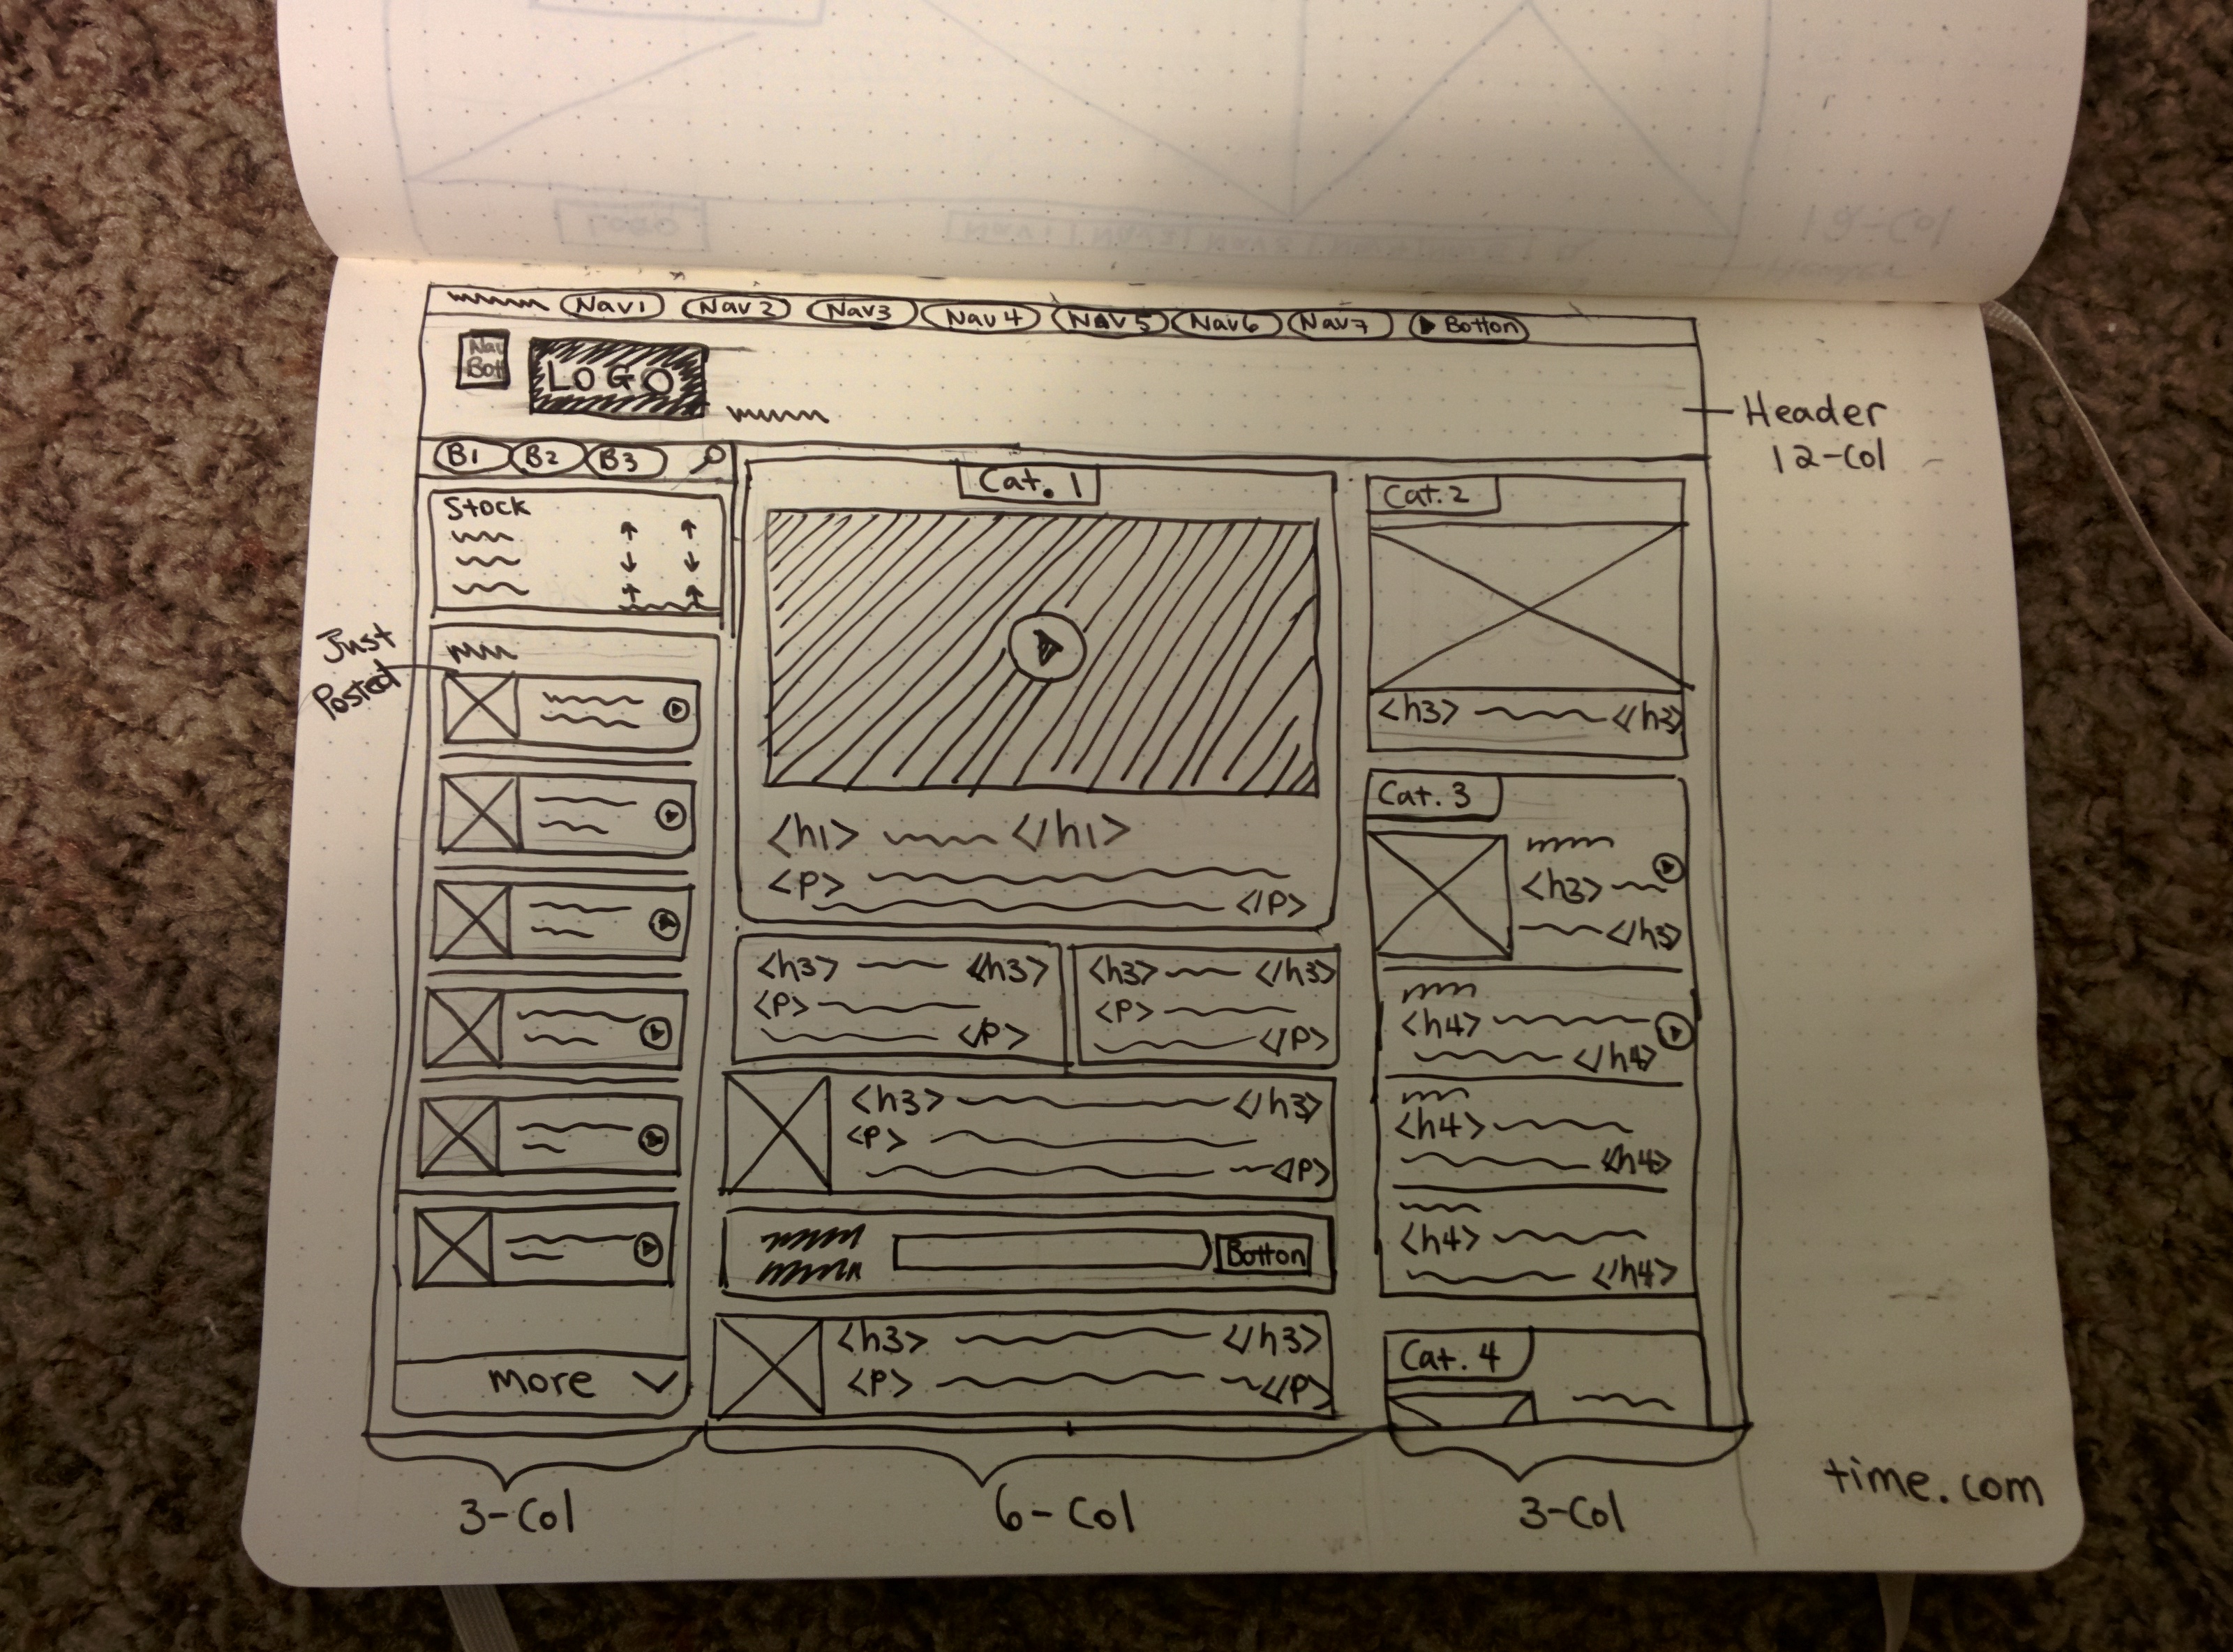 Nav1 Nav2 Nav3 Nav4 Nav5 Nav6 Nav7 Botton
Nav
Bott
LOGO
Header
12-Col
B1 B2 B3
Stock
Just
Posted
more
Cat. 1
<h1> </h1>
<P>
</P>
<h3> </h3>
<P>
</P>
<h3> </h3>
<P>
</P>
<h3> </h3>
<P>
</P>
Botton
<h3> </h3>
<P> </P>
Cat. 2
<h3> </h3>
Cat. 3
<h3>
</h3>
<h4>
</h4>
<h4>
</h4>
<h4>
</h4>
Cat. 4
3-Col
6-Col
3-Col
time.com